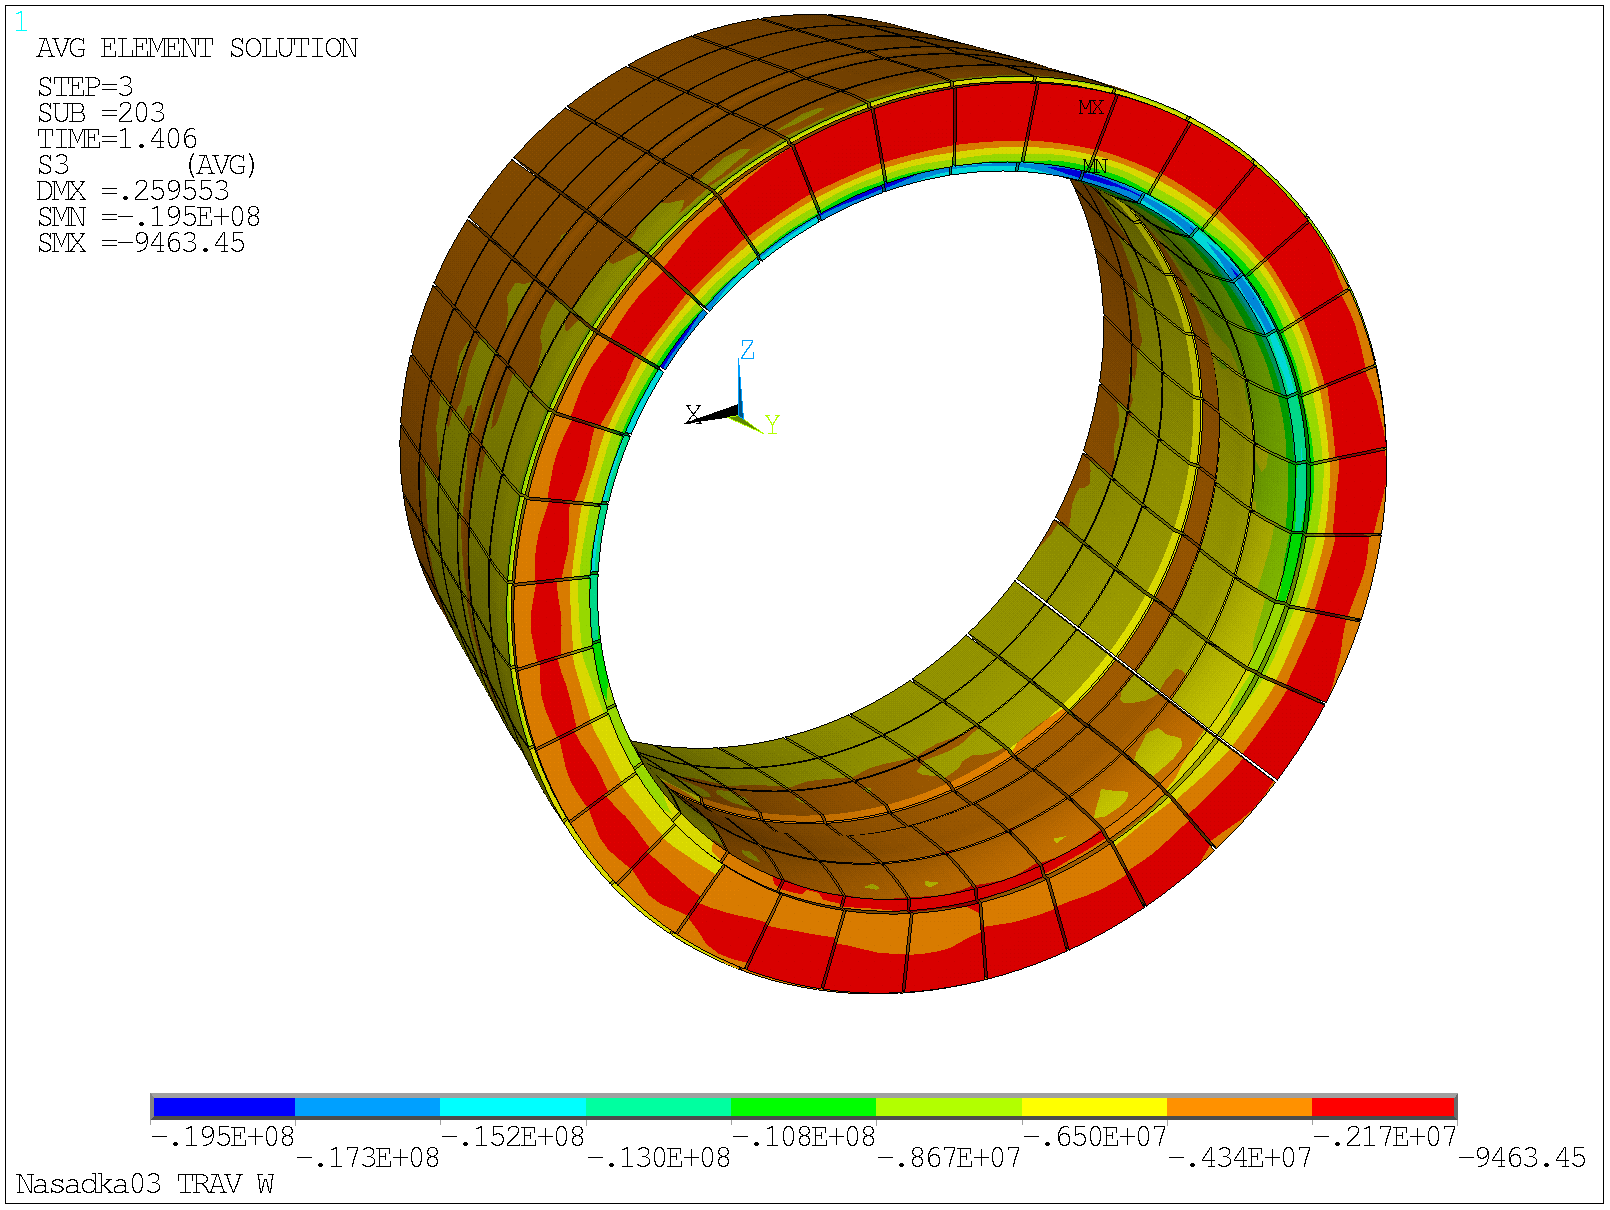 1
AVG ELEMENT SOLUTION
STEP=3
SUB =203
TIME=1.406
S3 (AVG)
DMX =.259553
SMN =-.195E+08
SMX =-9463.45
MX
MN
Z
X
Y
-.195E+08 -.152E+08 -.108E+08 -.650E+07 -.217E+07
-.173E+08 -.130E+08 -.867E+07 -.434E+07 -9463.45
Nasadka03 TRAV W